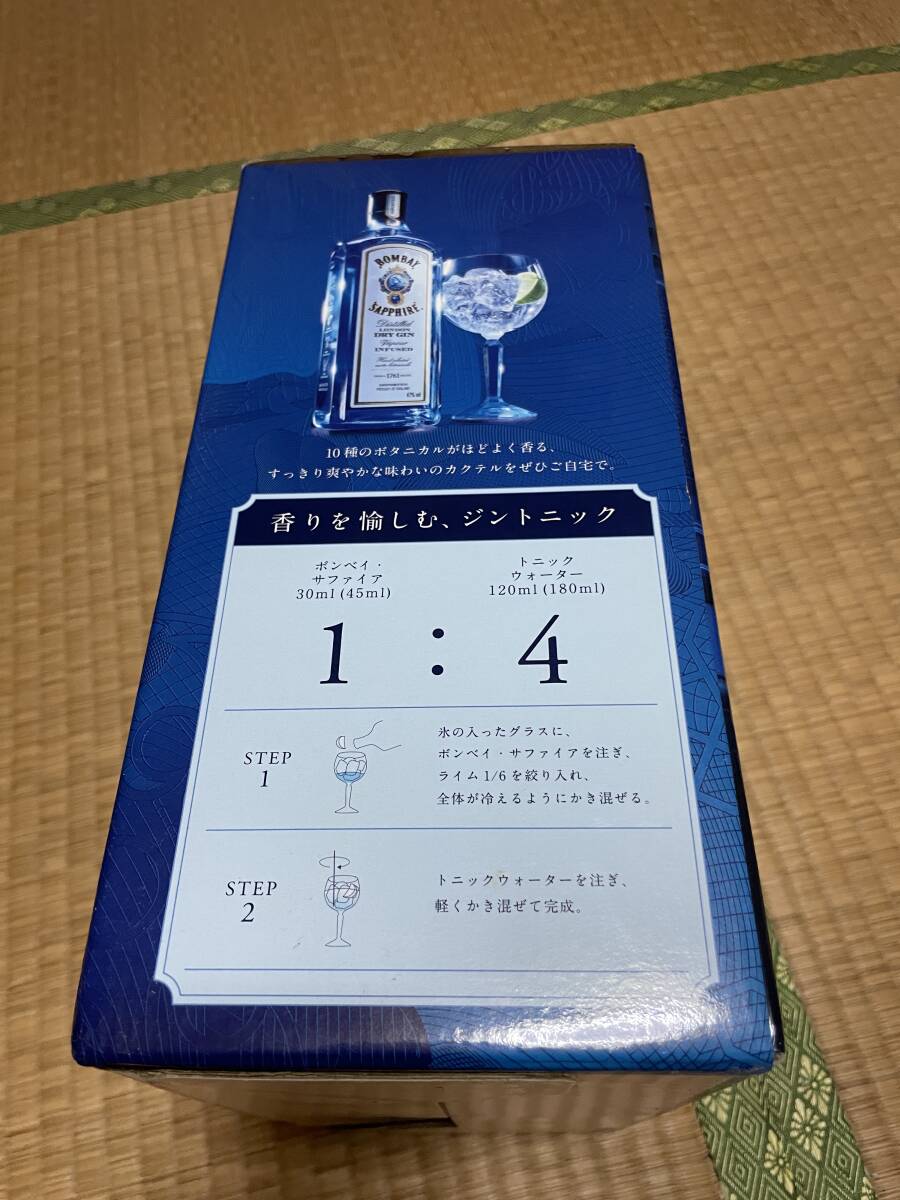 BOMBAY
SAPPHIRE
Distilled
LONDON
DRY GIN
Vapour
INFUSED
1761
10種のボタニカルがほどよく香る、
すっきり爽やかな味わいのカクテルをぜひご自宅で。
香りを愉しむ、ジントニック
ボンベイ・
サファイア
30ml (45ml)
トニック
ウォーター
120ml (180ml)
1 : 4
STEP
1
氷の入ったグラスに、
ボンベイ・サファイアを注ぎ、
ライム1/6を絞り入れ、
全体が冷えるようにかき混ぜる。
STEP
2
トニックウォーターを注ぎ、
軽くかき混ぜて完成。